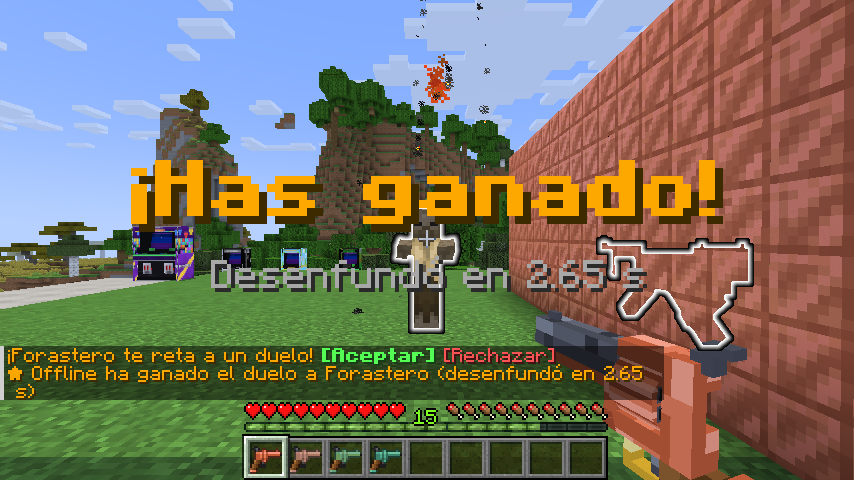 ¡Has ganado!
Desenfundó en 2.65 s
¡Forastero te reta a un duelo! [Aceptar] [Rechazar]
★ Offline ha ganado el duelo a Forastero (desenfundó en 2.65
s)
15